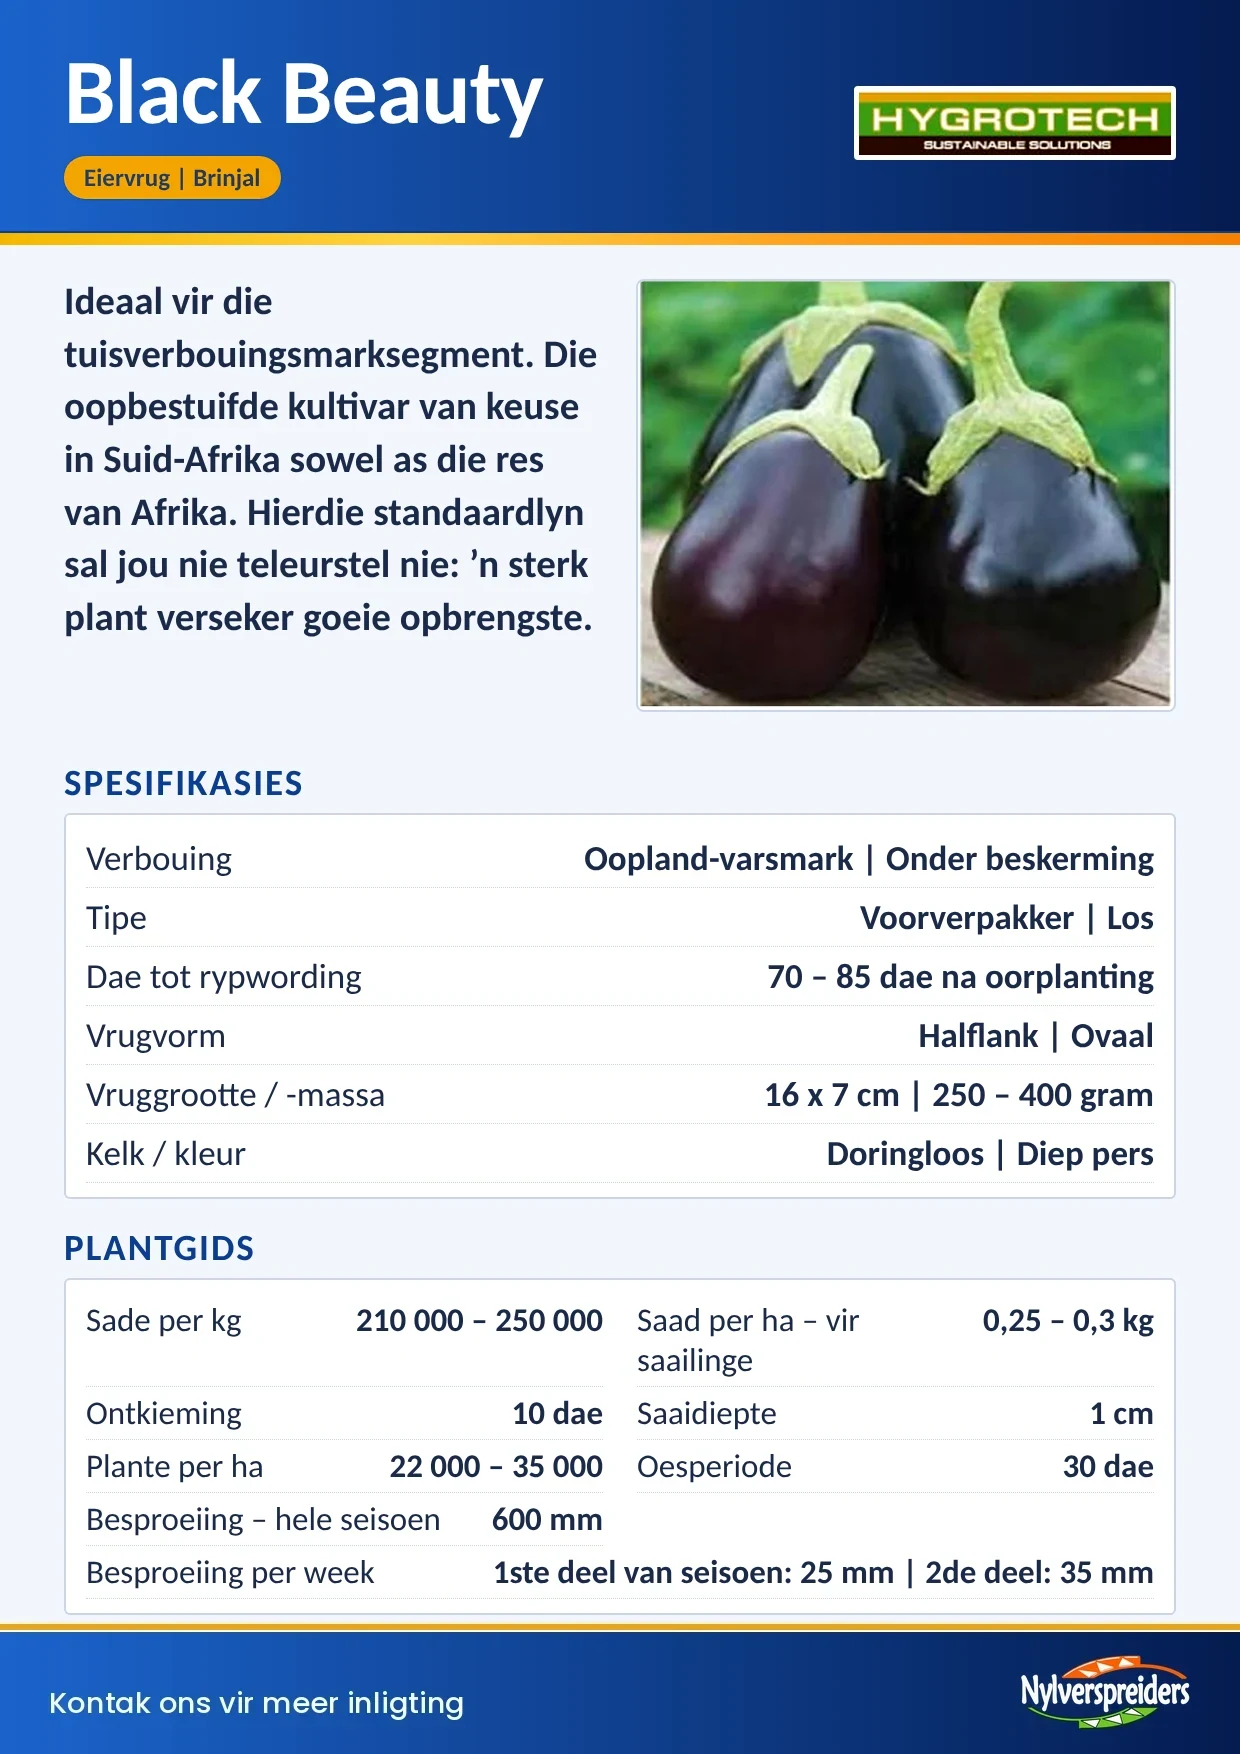 Black Beauty
Eiervrug | Brinjal
HYGROTECH
SUSTAINABLE SOLUTIONS
Ideaal vir die
tuisverbouingsmarksegment. Die
oopbestuifde kultivar van keuse
in Suid-Afrika sowel as die res
van Afrika. Hierdie standaardlyn
sal jou nie teleurstel nie: ’n sterk
plant verseker goeie opbrengste.
SPESIFIKASIES
Verbouing Oopland-varsmark | Onder beskerming
Tipe Voorverpakker | Los
Dae tot rypwording 70 – 85 dae na oorplanting
Vrugvorm Halflank | Ovaal
Vruggrootte / -massa 16 x 7 cm | 250 – 400 gram
Kelk / kleur Doringloos | Diep pers
PLANTGIDS
Sade per kg 210 000 – 250 000 Saad per ha – vir 0,25 – 0,3 kg
saailinge
Ontkieming 10 dae Saaidiepte 1 cm
Plante per ha 22 000 – 35 000 Oesperiode 30 dae
Besproeiing – hele seisoen 600 mm
Besproeiing per week 1ste deel van seisoen: 25 mm | 2de deel: 35 mm
Kontak ons vir meer inligting
Nylverspreiders